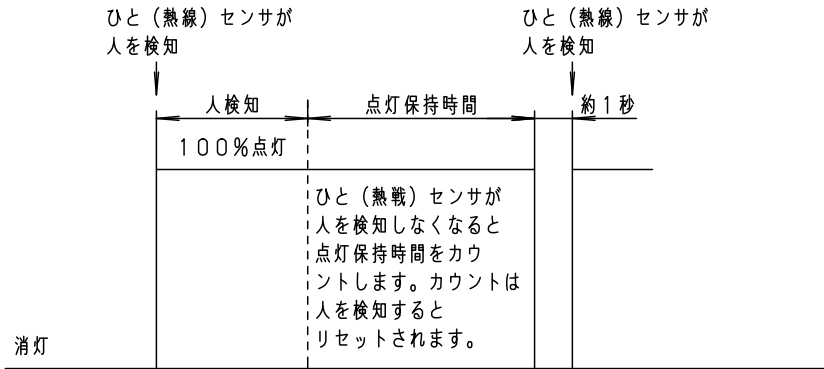 ひと（熱線）センサが
人を検知
ひと（熱線）センサが
人を検知
人検知
点灯保持時間
約１秒
１００％点灯
ひと（熱戦）センサが
人を検知しなくなると
点灯保持時間をカウ
ントします。カウントは
人を検知すると
リセットされます。
消灯